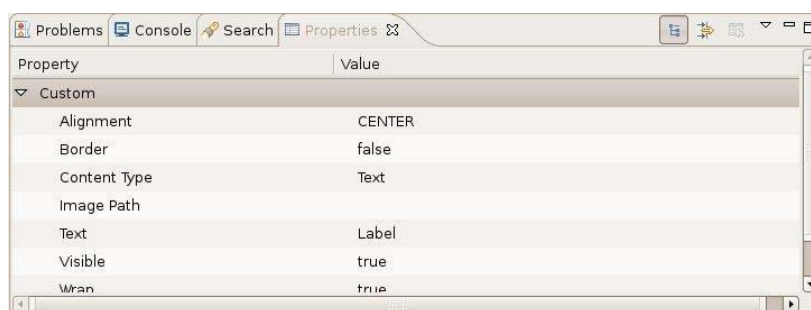 Problems Console Search Properties
Property Value
Custom
Alignment CENTER
Border false
Content Type Text
Image Path
Text Label
Visible true
Wrap true